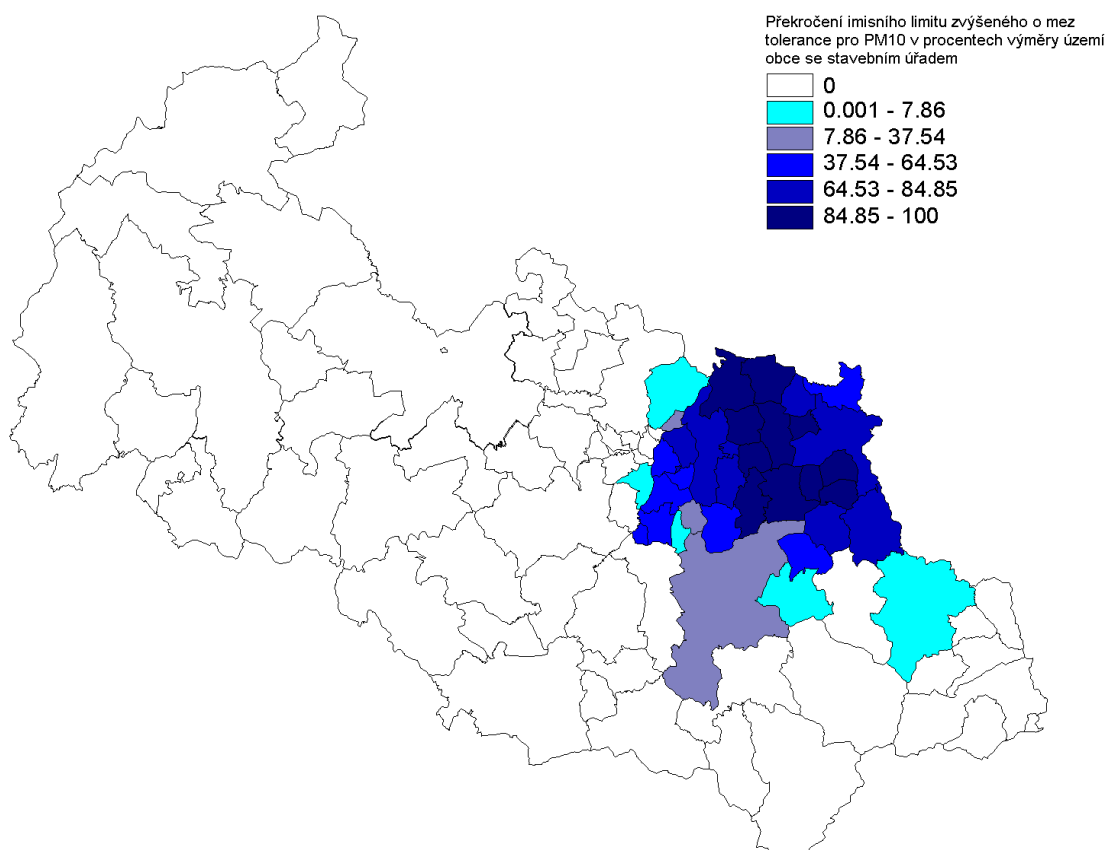 Překročení imisního limitu zvýšeného o mez
tolerance pro PM10 v procentech výměry území
obce se stavebním úřadem
0
0.001 - 7.86
7.86 - 37.54
37.54 - 64.53
64.53 - 84.85
84.85 - 100